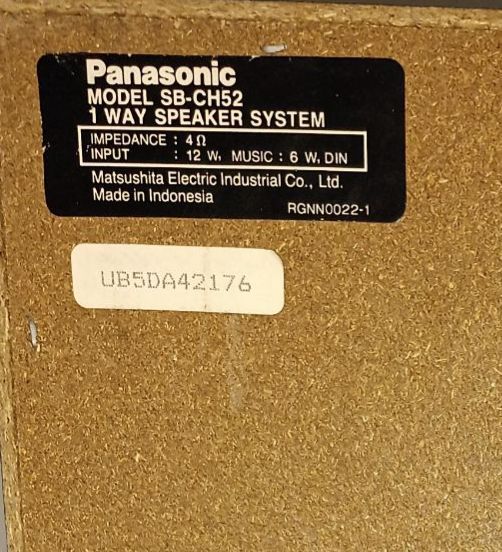 Panasonic
MODEL SB-CH52
1 WAY SPEAKER SYSTEM
IMPEDANCE : 4 Ω
INPUT : 12 W, MUSIC : 6 W, DIN
Matsushita Electric Industrial Co., Ltd.
Made in Indonesia
RGNN0022-1
UB5DA42176